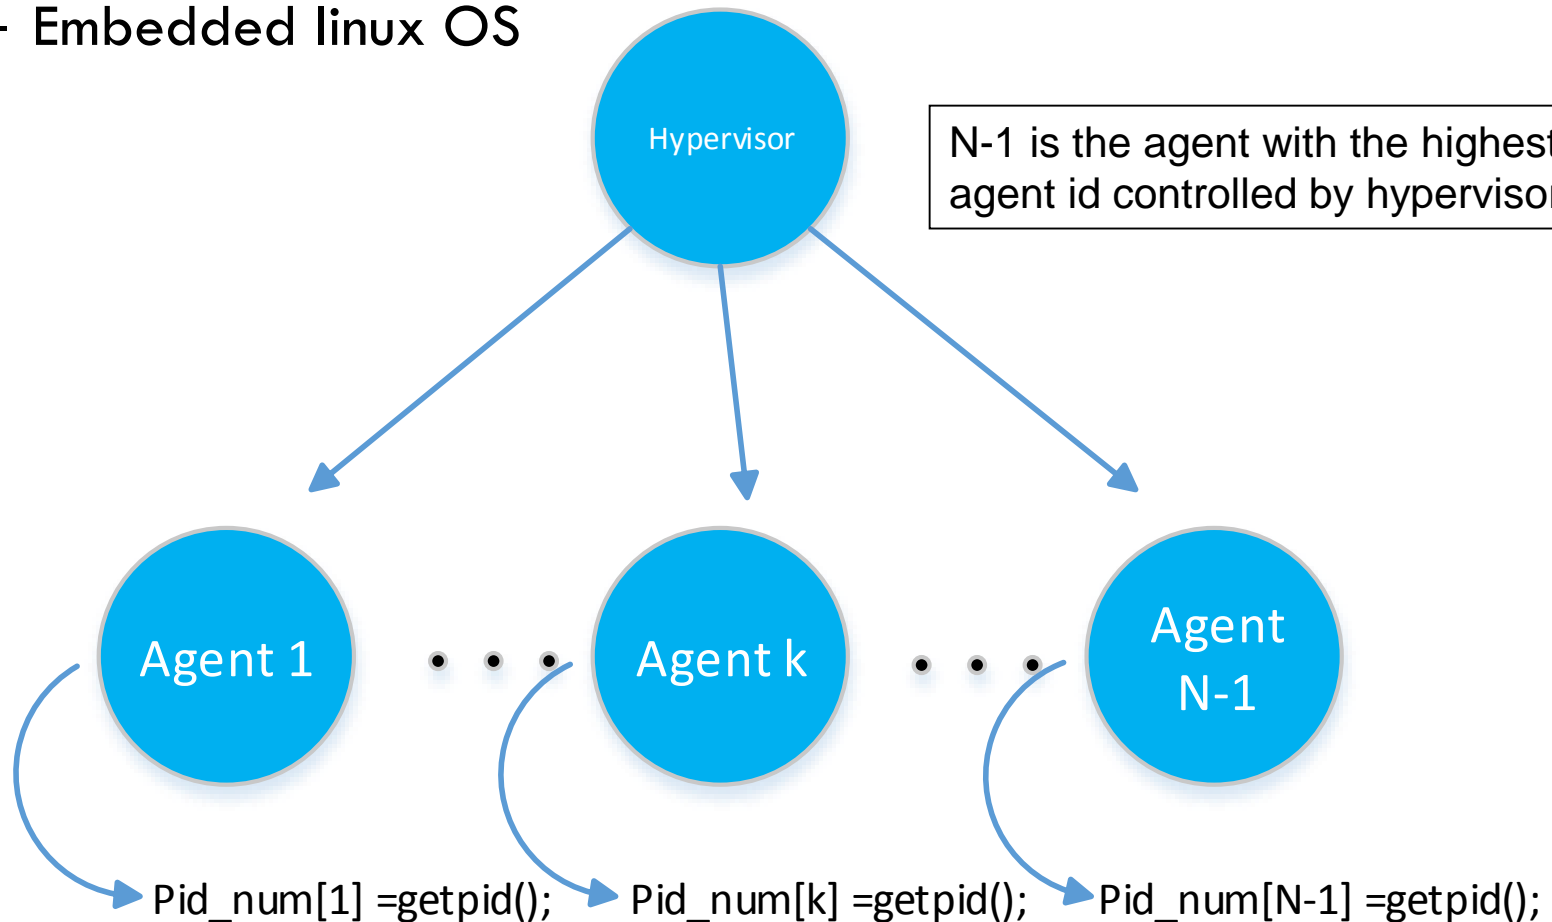 - Embedded linux OS
Hypervisor
N-1 is the agent with the highest
agent id controlled by hypervisor
Agent 1
. . .
Agent k
. . .
Agent
N-1
Pid_num[1] =getpid();
Pid_num[k] =getpid();
Pid_num[N-1] =getpid();